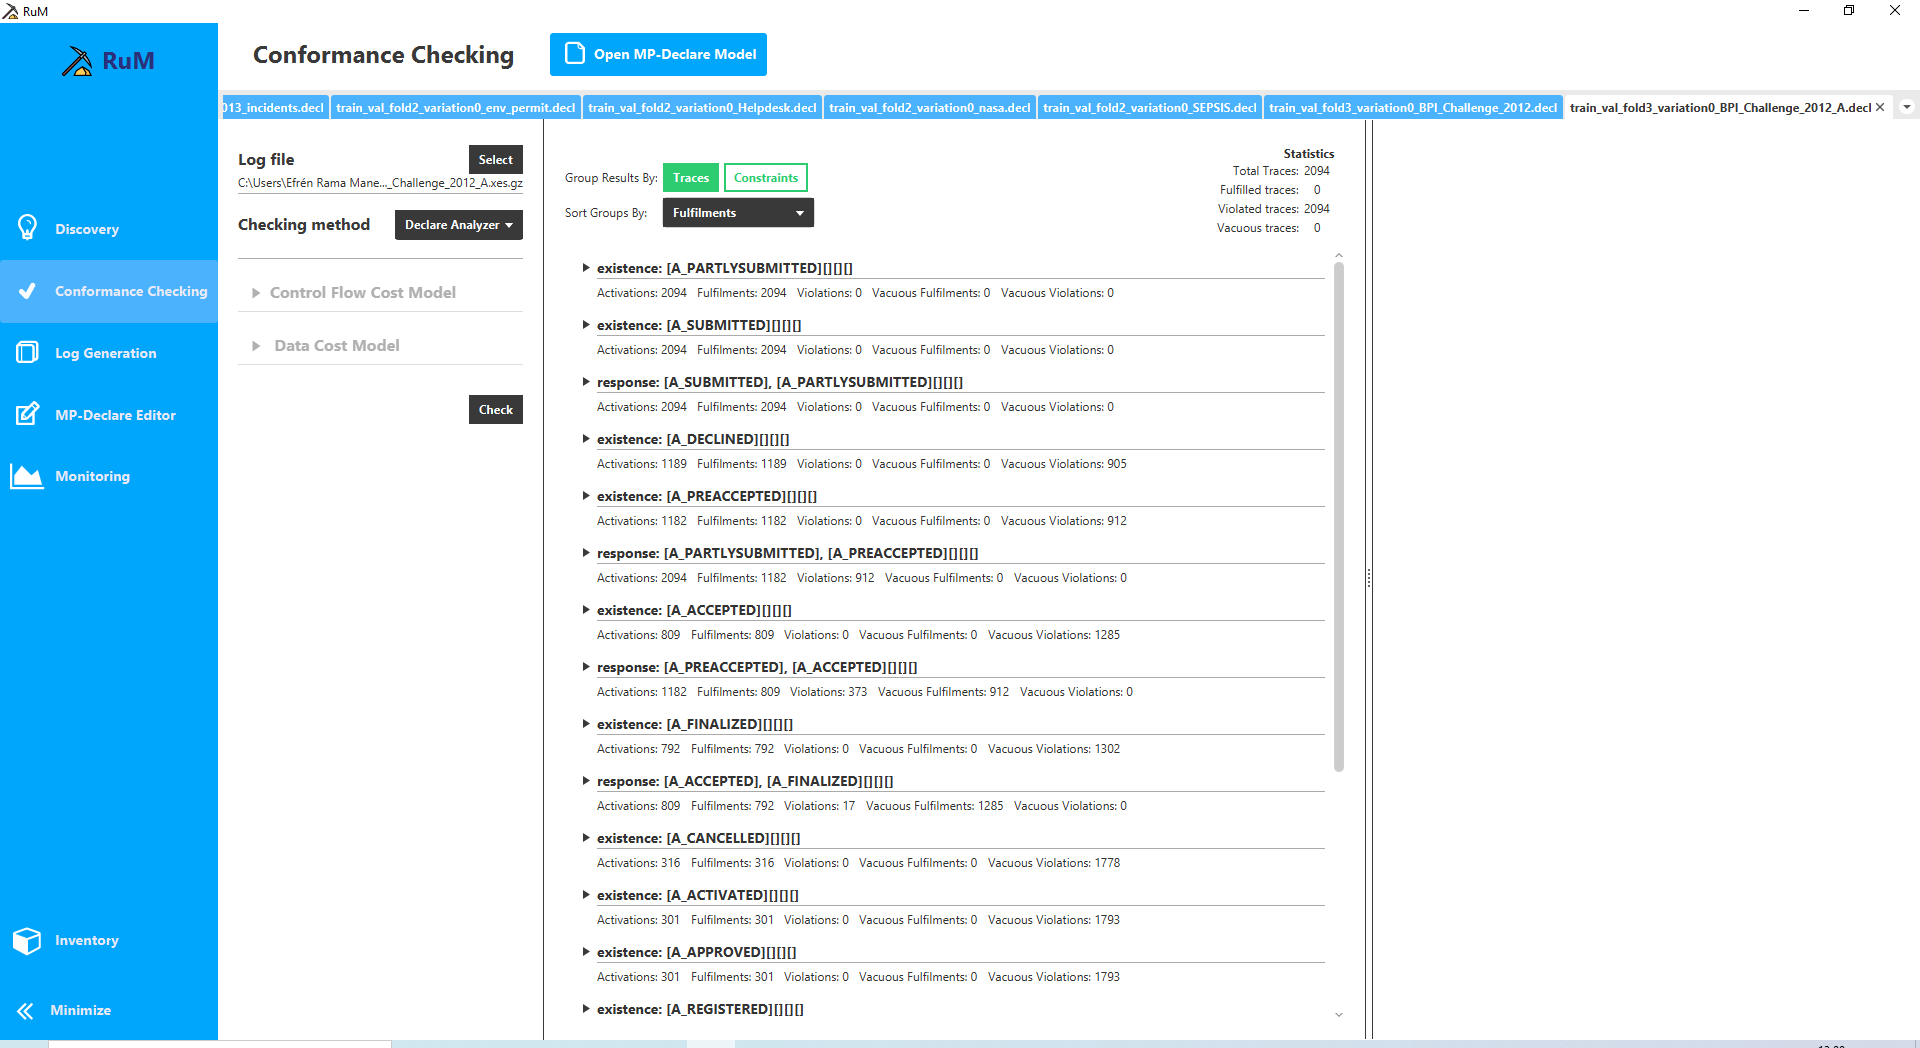 RuM
RuM
Conformance Checking
Open MP-Declare Model
013_incidents.decl
train_val_fold2_variation0_env_permit.decl
train_val_fold2_variation0_Helpdesk.decl
train_val_fold2_variation0_nasa.decl
train_val_fold2_variation0_SEPSIS.decl
train_val_fold3_variation0_BPI_Challenge_2012.decl
train_val_fold3_variation0_BPI_Challenge_2012_A.decl
Discovery
Conformance Checking
Log Generation
MP-Declare Editor
Monitoring
Inventory
Minimize
Log file
Select
C:\Users\Efrén Rama Mane..._Challenge_2012_A.xes.gz
Checking method
Declare Analyzer
Control Flow Cost Model
Data Cost Model
Check
Group Results By: Traces Constraints
Sort Groups By: Fulfilments
Statistics
Total Traces: 2094
Fulfilled traces: 0
Violated traces: 2094
Vacuous traces: 0
existence: [A_PARTLYSUBMITTED][][][]
Activations: 2094 Fulfilments: 2094 Violations: 0 Vacuous Fulfilments: 0 Vacuous Violations: 0
existence: [A_SUBMITTED][][][]
Activations: 2094 Fulfilments: 2094 Violations: 0 Vacuous Fulfilments: 0 Vacuous Violations: 0
response: [A_SUBMITTED], [A_PARTLYSUBMITTED][][][]
Activations: 2094 Fulfilments: 2094 Violations: 0 Vacuous Fulfilments: 0 Vacuous Violations: 0
existence: [A_DECLINED][][][]
Activations: 1189 Fulfilments: 1189 Violations: 0 Vacuous Fulfilments: 0 Vacuous Violations: 905
existence: [A_PREACCEPTED][][][]
Activations: 1182 Fulfilments: 1182 Violations: 0 Vacuous Fulfilments: 0 Vacuous Violations: 912
response: [A_PARTLYSUBMITTED], [A_PREACCEPTED][][][]
Activations: 2094 Fulfilments: 1182 Violations: 912 Vacuous Fulfilments: 0 Vacuous Violations: 0
existence: [A_ACCEPTED][][][]
Activations: 809 Fulfilments: 809 Violations: 0 Vacuous Fulfilments: 0 Vacuous Violations: 1285
response: [A_PREACCEPTED], [A_ACCEPTED][][][]
Activations: 1182 Fulfilments: 809 Violations: 373 Vacuous Fulfilments: 912 Vacuous Violations: 0
existence: [A_FINALIZED][][][]
Activations: 792 Fulfilments: 792 Violations: 0 Vacuous Fulfilments: 0 Vacuous Violations: 1302
response: [A_ACCEPTED], [A_FINALIZED][][][]
Activations: 809 Fulfilments: 792 Violations: 17 Vacuous Fulfilments: 1285 Vacuous Violations: 0
existence: [A_CANCELLED][][][]
Activations: 316 Fulfilments: 316 Violations: 0 Vacuous Fulfilments: 0 Vacuous Violations: 1778
existence: [A_ACTIVATED][][][]
Activations: 301 Fulfilments: 301 Violations: 0 Vacuous Fulfilments: 0 Vacuous Violations: 1793
existence: [A_APPROVED][][][]
Activations: 301 Fulfilments: 301 Violations: 0 Vacuous Fulfilments: 0 Vacuous Violations: 1793
existence: [A_REGISTERED][][][]